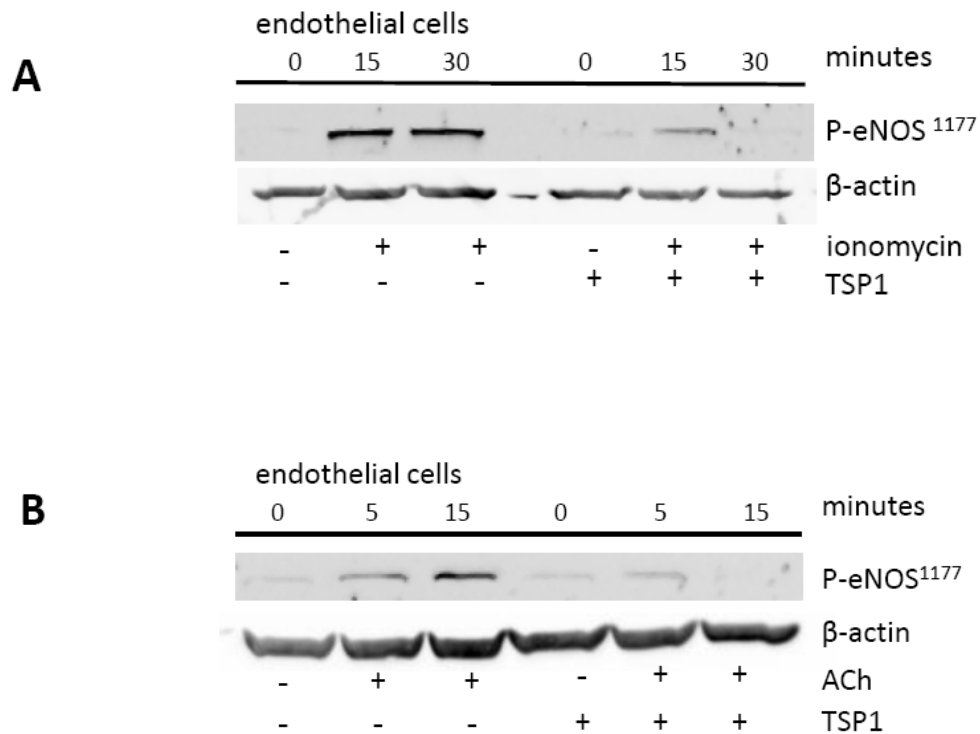 A
endothelial cells
0 15 30 0 15 30 minutes
P-eNOS 1177
β-actin
- + + - + + ionomycin
- - - + + + TSP1
B
endothelial cells
0 5 15 0 5 15 minutes
P-eNOS1177
β-actin
- + + - + + ACh
- - - + + + TSP1